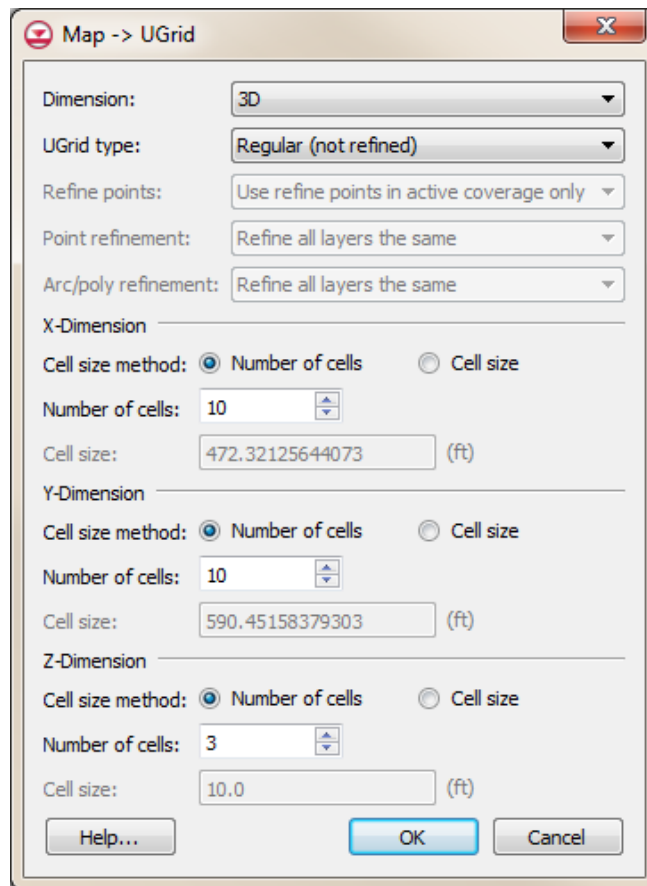 Map -> UGrid
Dimension: 3D
UGrid type: Regular (not refined)
Refine points: Use refine points in active coverage only
Point refinement: Refine all layers the same
Arc/poly refinement: Refine all layers the same
X-Dimension
Cell size method: Number of cells Cell size
Number of cells: 10
Cell size: 472.32125644073 (ft)
Y-Dimension
Cell size method: Number of cells Cell size
Number of cells: 10
Cell size: 590.45158379303 (ft)
Z-Dimension
Cell size method: Number of cells Cell size
Number of cells: 3
Cell size: 10.0 (ft)
Help... OK Cancel